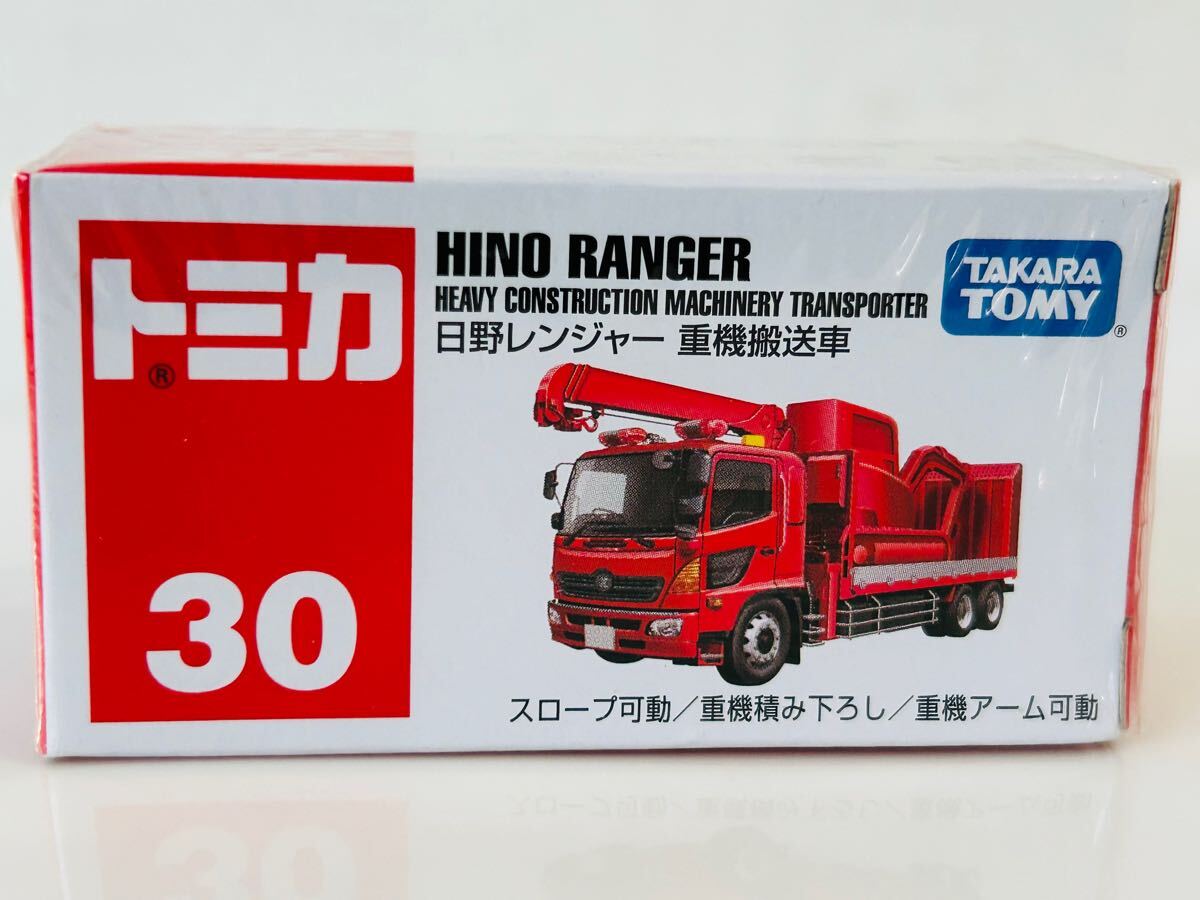 トミカ®
30
HINO RANGER
HEAVY CONSTRUCTION MACHINERY TRANSPORTER
日野レンジャー 重機搬送車
TAKARA
TOMY®
スロープ可動／重機積み下ろし／重機アーム可動